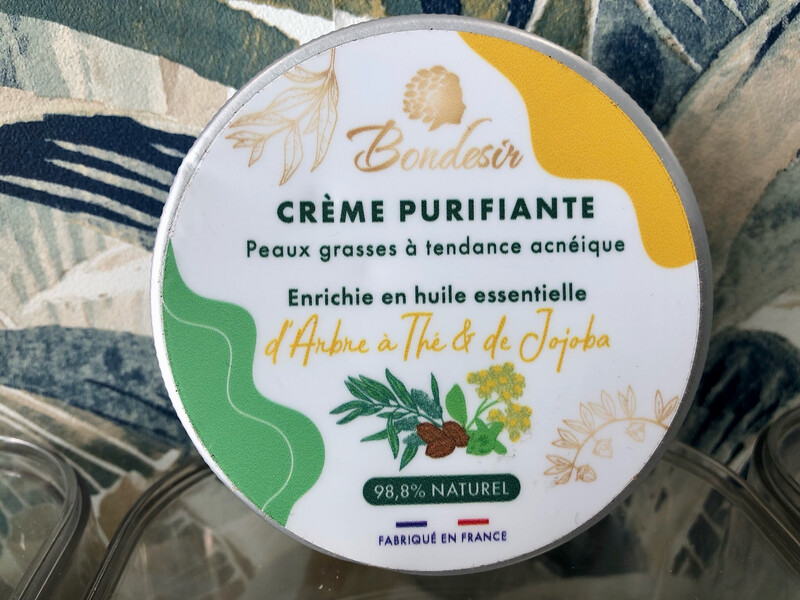 Bondesir
CRÈME PURIFIANTE
Peaux grasses à tendance acnéique
Enrichie en huile essentielle
d'Arbre à Thé & de Jojoba
98,8% NATUREL
FABRIQUÉ EN FRANCE